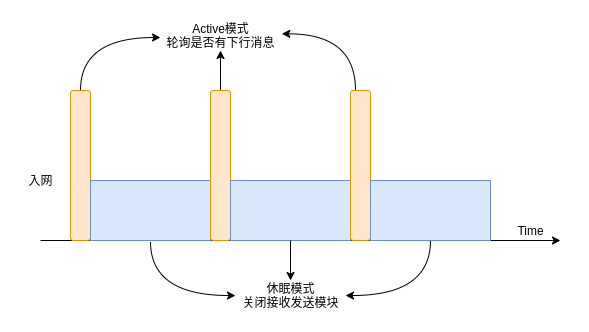 Active模式
轮询是否有下行消息
入网
Time
休眠模式
关闭接收发送模块